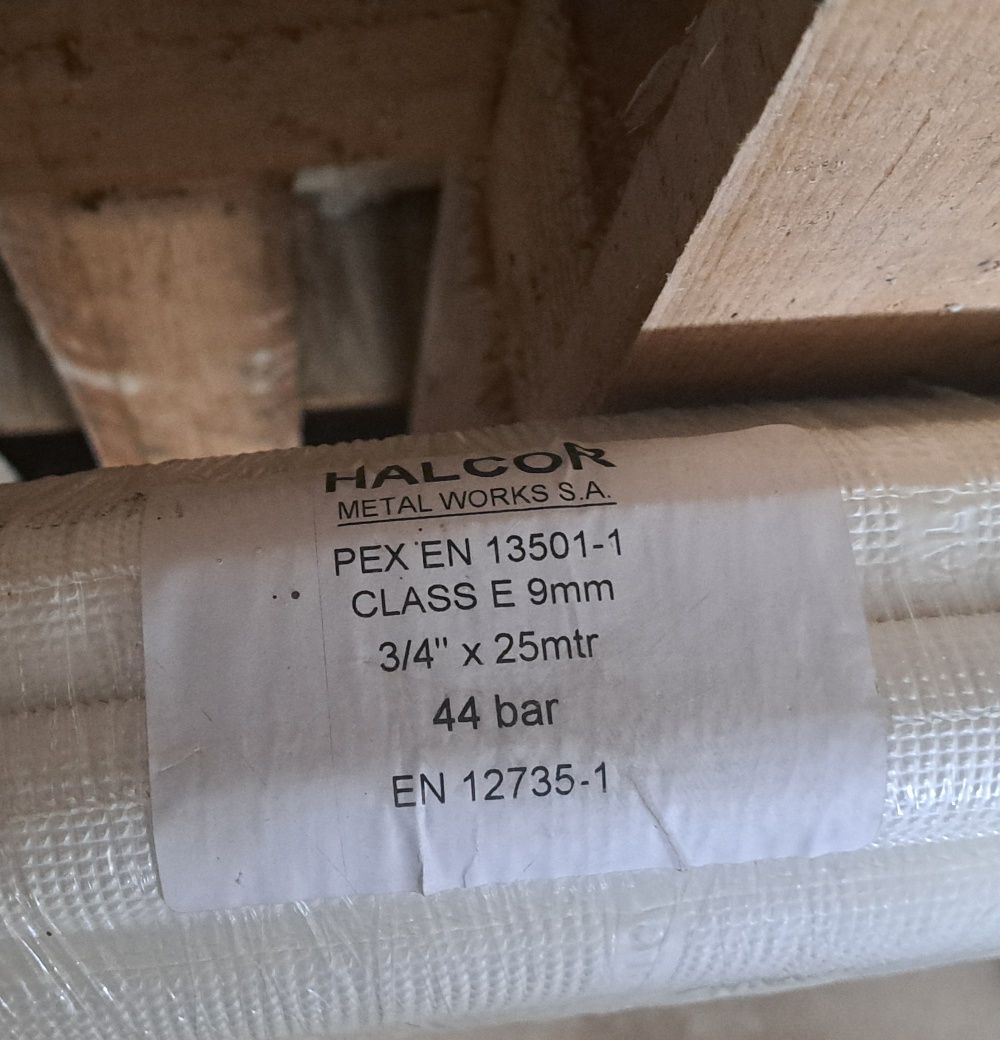 HALCOR
METAL WORKS S.A.
PEX EN 13501-1
CLASS E 9mm
3/4" x 25mtr
44 bar
EN 12735-1